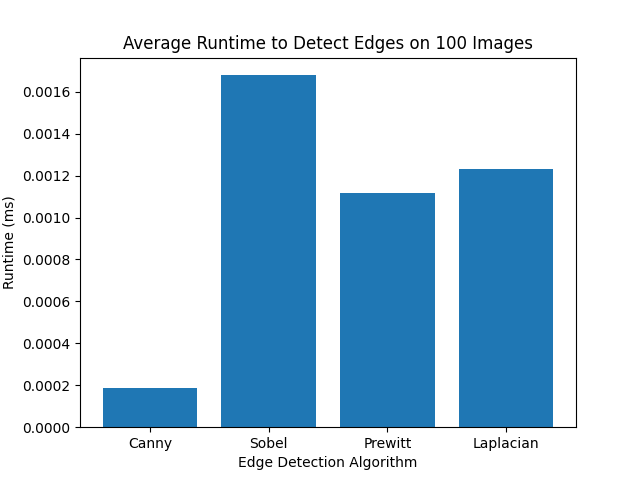 Average Runtime to Detect Edges on 100 Images
0.0016
0.0014
0.0012
0.0010
0.0008
0.0006
0.0004
0.0002
0.0000
Runtime (ms)
Canny Sobel Prewitt Laplacian
Edge Detection Algorithm